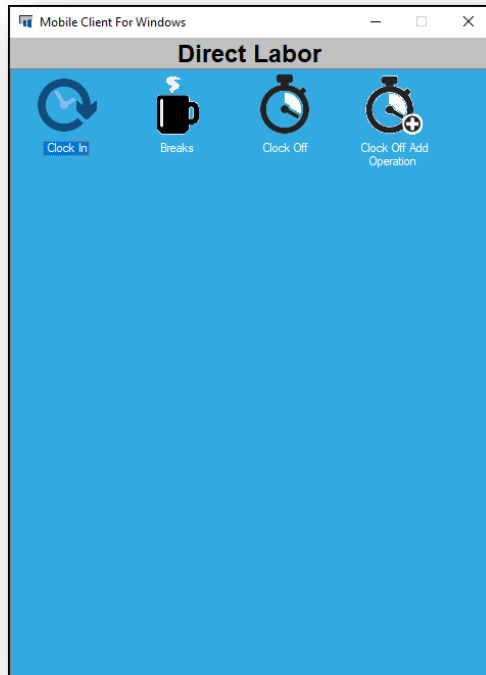 Mobile Client For Windows
Direct Labor
Clock In
Breaks
Clock Off
Clock Off Add
Operation